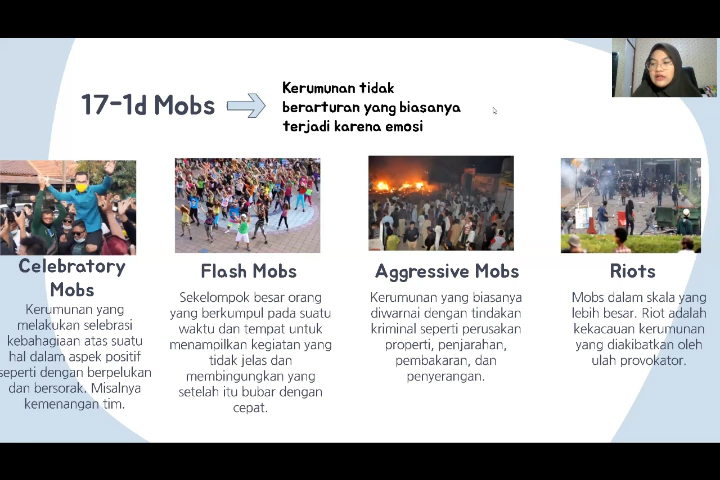 17-1d Mobs
Kerumunan tidak
berarturan yang biasanya
terjadi karena emosi
Celebratory
Mobs
Kerumunan yang
melakukan selebrasi
kebahagiaan atas suatu
hal dalam aspek positif
seperti dengan berpelukan
dan bersorak. Misalnya
kemenangan tim.
Flash Mobs
Sekelompok besar orang
yang berkumpul pada suatu
waktu dan tempat untuk
menampilkan kegiatan yang
tidak jelas dan
membingungkan yang
setelah itu bubar dengan
cepat.
Aggressive Mobs
Kerumunan yang biasanya
diwarnai dengan tindakan
kriminal seperti perusakan
properti, penjarahan,
pembakaran, dan
penyerangan.
Riots
Mobs dalam skala yang
lebih besar. Riot adalah
kekacauan kerumunan
yang diakibatkan oleh
ulah provokator.